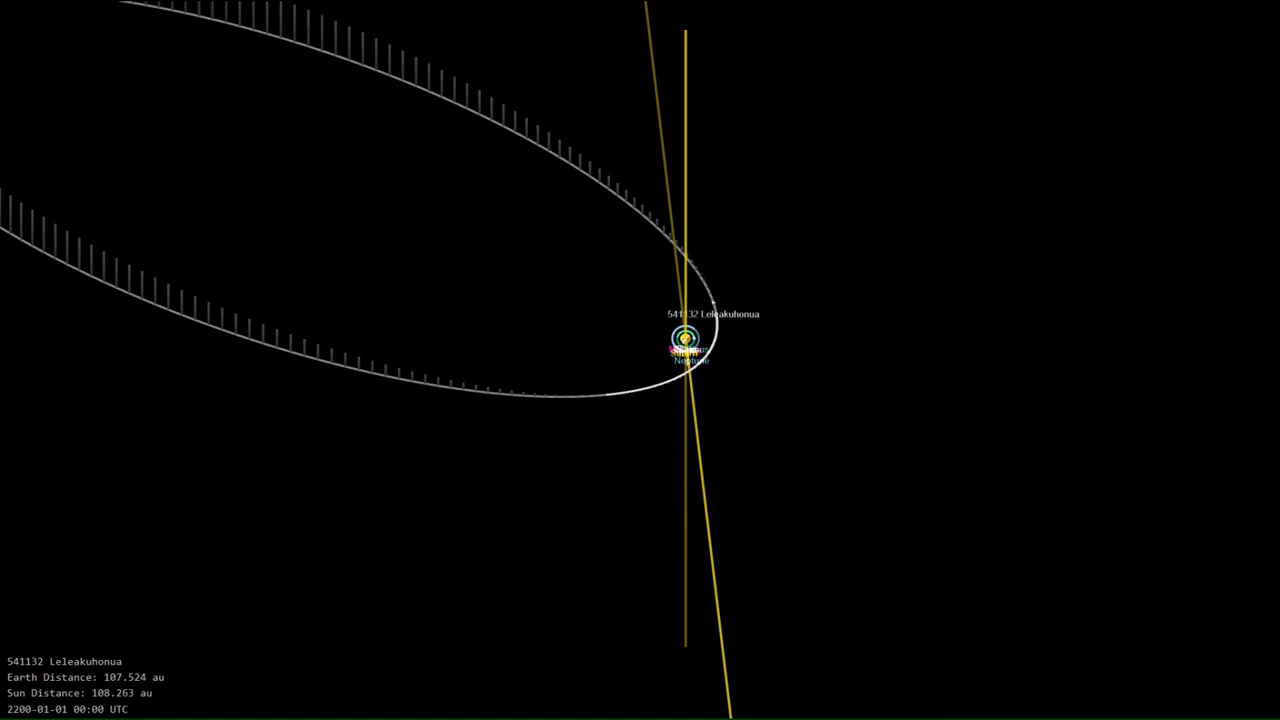 541132 Leleakuhonua
Neptune
541132 Leleakuhonua
Earth Distance: 107.524 au
Sun Distance: 108.263 au
2200-01-01 00:00 UTC